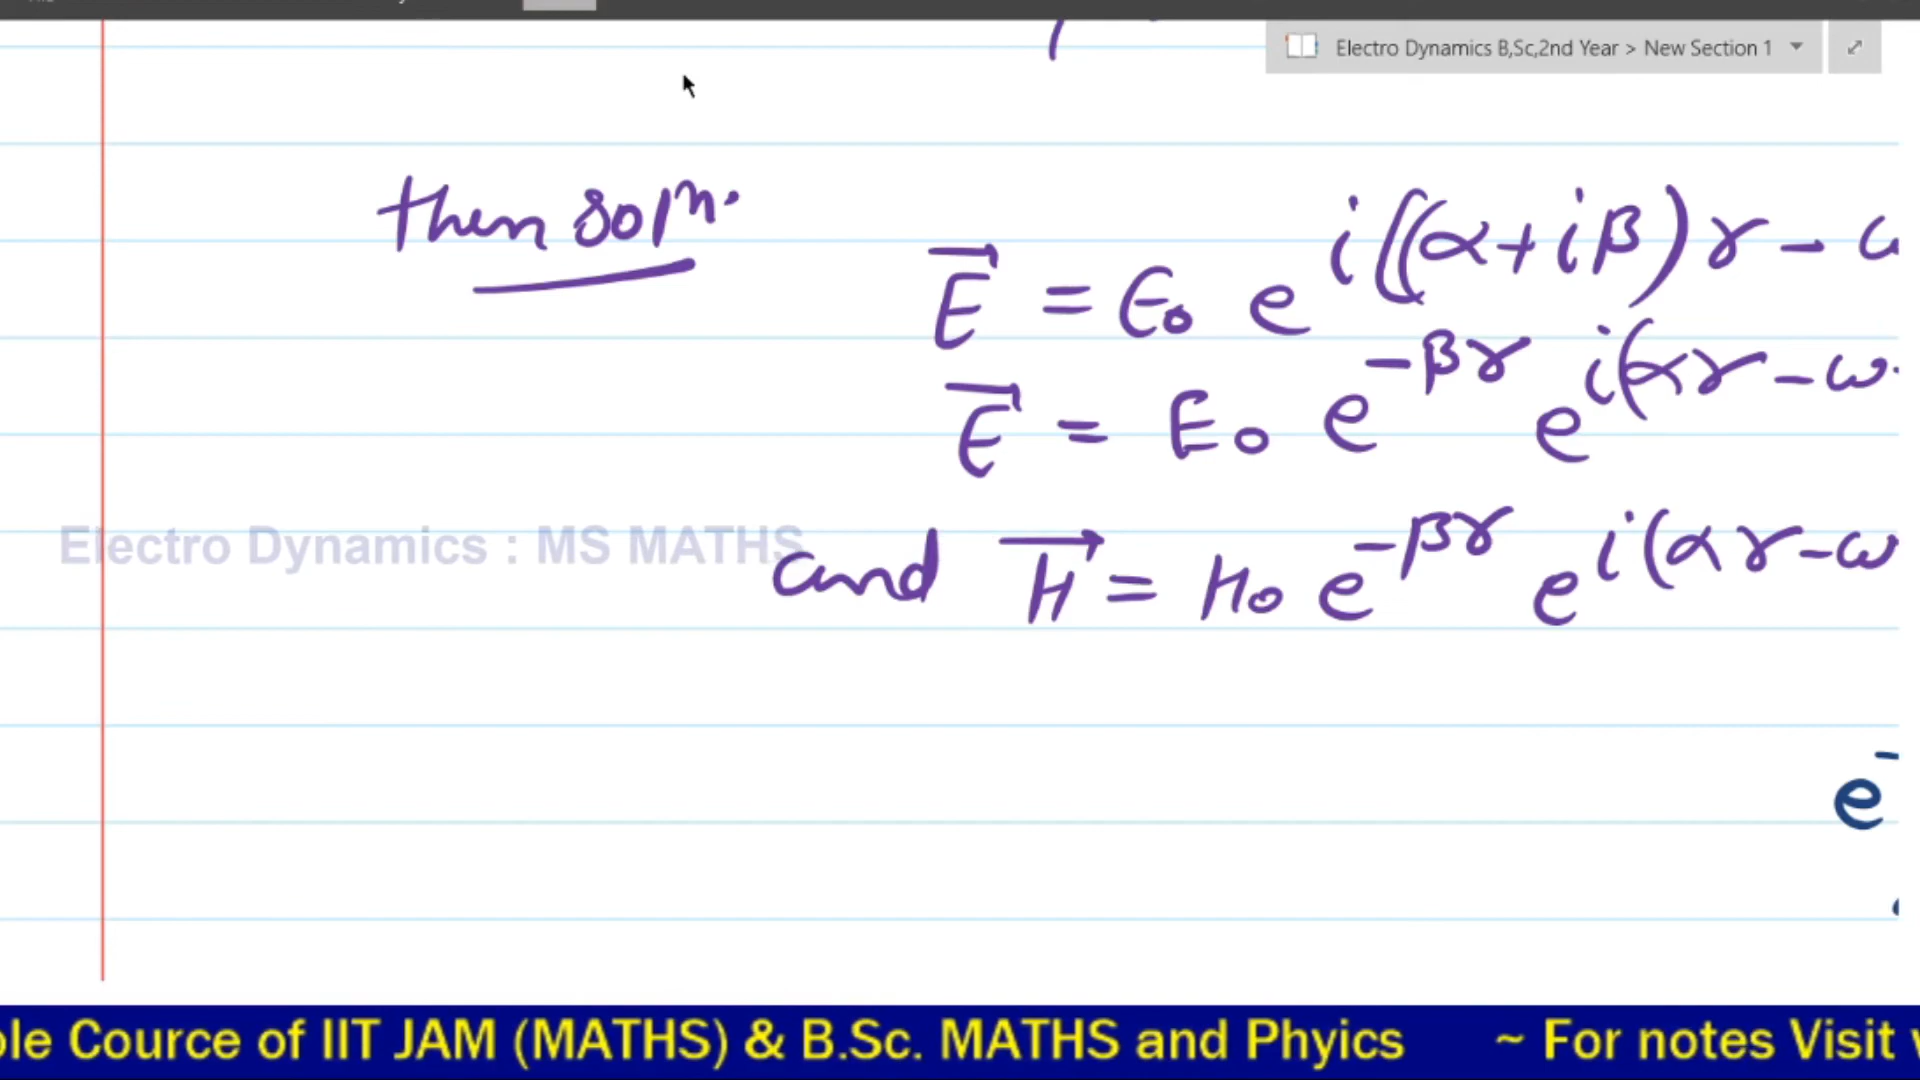 Electro Dynamics B,Sc,2nd Year > New Section 1
then solⁿ.
E⃗ = E₀ e^{i((α+iβ)r - ω
E⃗ = E₀ e^{-βr} e^{i(αr - ω
and H⃗ = H₀ e^{-βr} e^{i(αr - ω
Electro Dynamics : MS MATHS
e^-
ole Cource of IIT JAM (MATHS) & B.Sc. MATHS and Phyics ~ For notes Visit